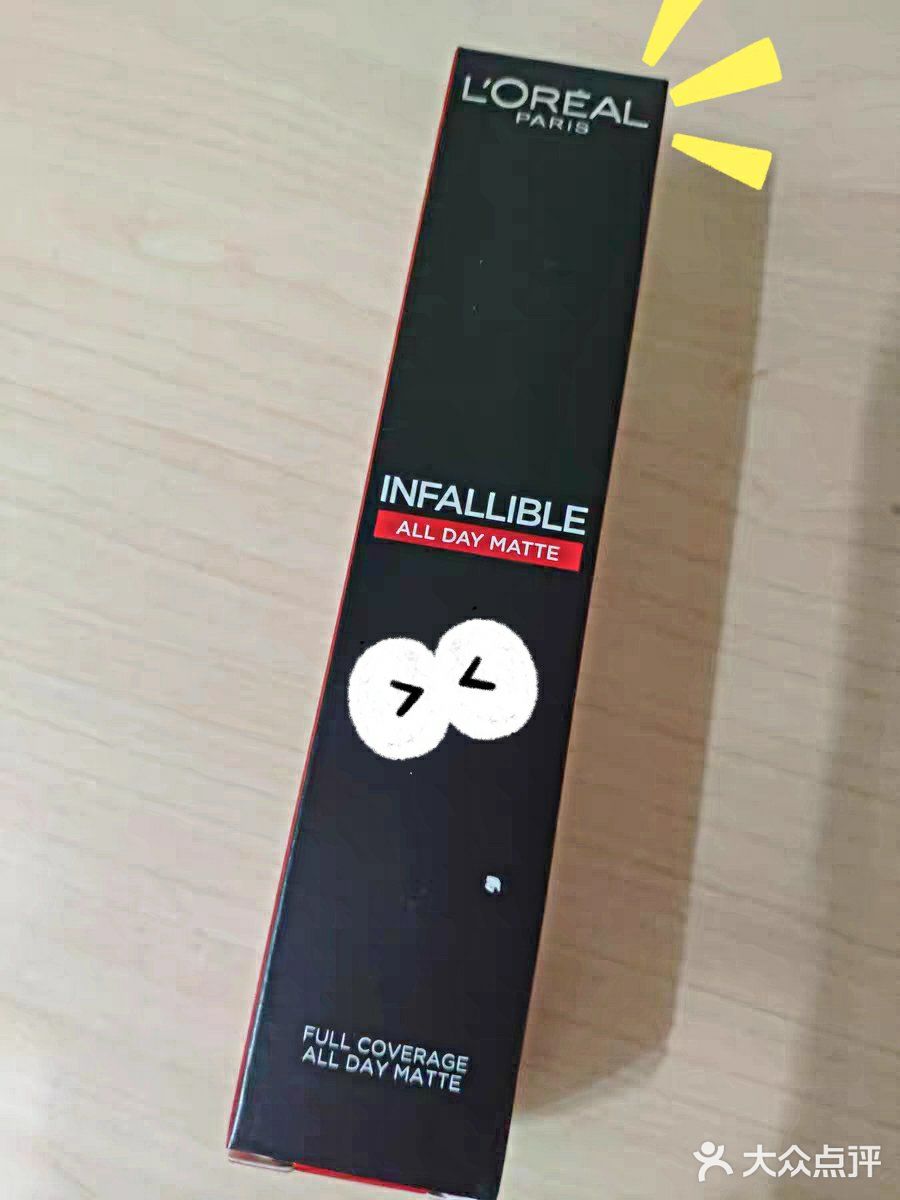 L'ORÉAL
PARIS
INFALLIBLE
ALL DAY MATTE
FULL COVERAGE
ALL DAY MATTE
大众点评